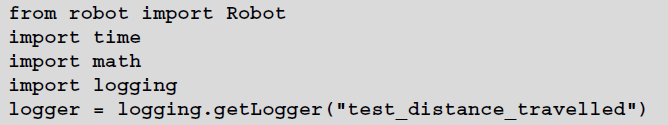 from robot import Robot
import time
import math
import logging
logger = logging.getLogger("test_distance_travelled")